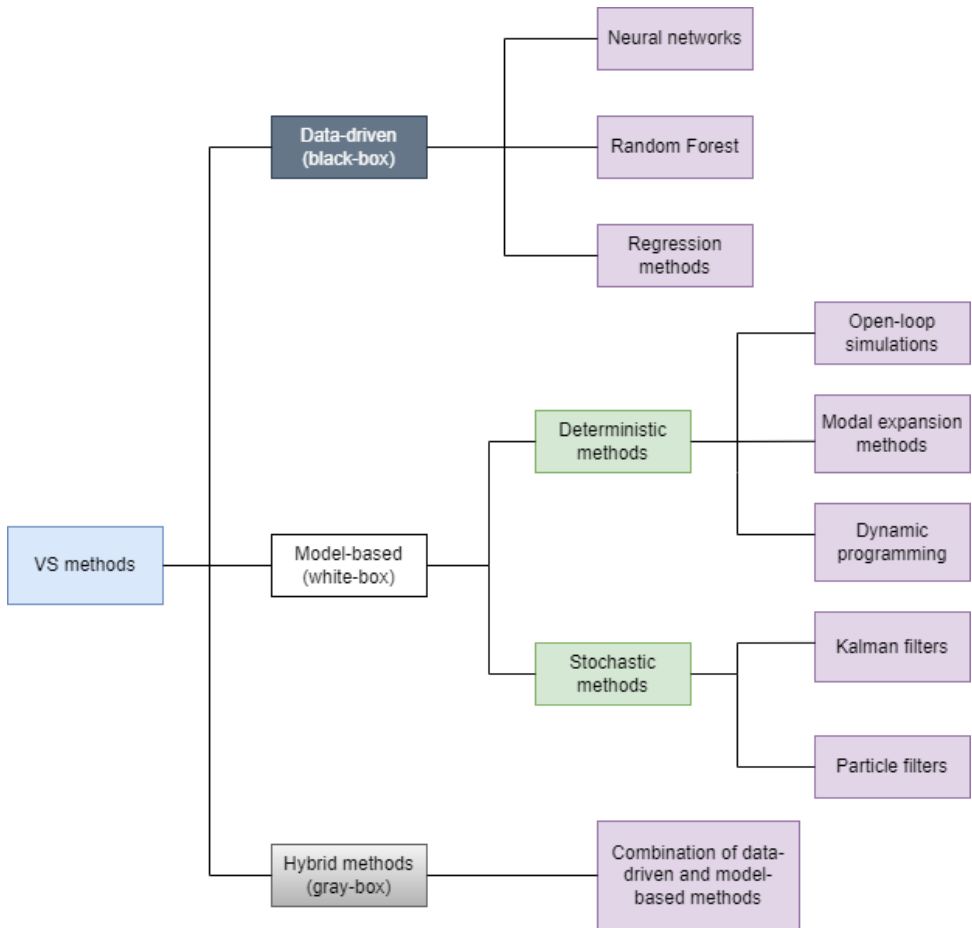 Neural networks
Data-driven
(black-box)
Random Forest
Regression
methods
Open-loop
simulations
Deterministic
methods
Modal expansion
methods
Dynamic
programming
VS methods
Model-based
(white-box)
Stochastic
methods
Kalman filters
Particle filters
Hybrid methods
(gray-box)
Combination of data-
driven and model-
based methods